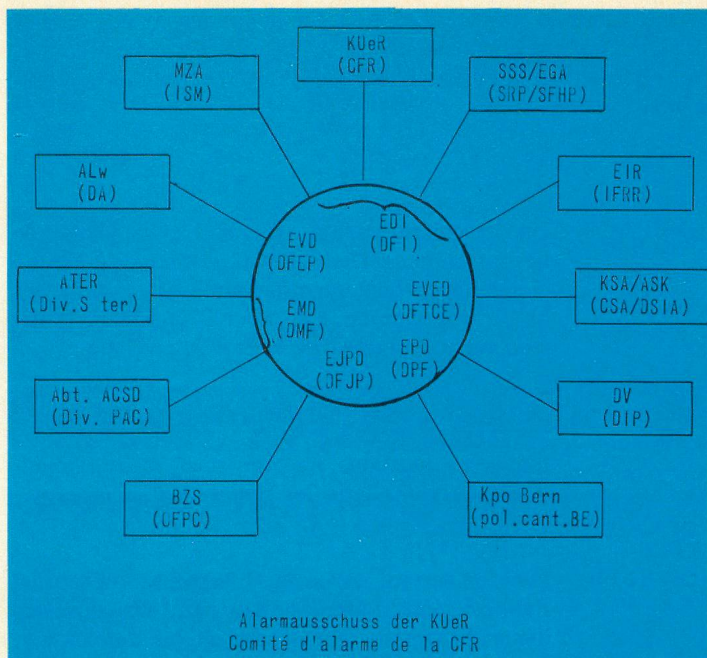 KUeR
(CFR)
MZA
(ISM)
SSS/EGA
(SRP/SFHP)
ALw
(DA)
EIR
(IFRR)
EDI
(DFI)
EVD
(DFEP)
ATER
(Div.S ter)
EMD
(DMF)
EVED
(DFTCE)
KSA/ASK
(CSA/DSIA)
EJPD
(DFJP)
EPD
(DPF)
Abt. ACSD
(Div. PAC)
DV
(DIP)
BZS
(OFPC)
Kpo Bern
(pol.cant.BE)
Alarmausschuss der KUeR
Comité d'alarme de la CFR